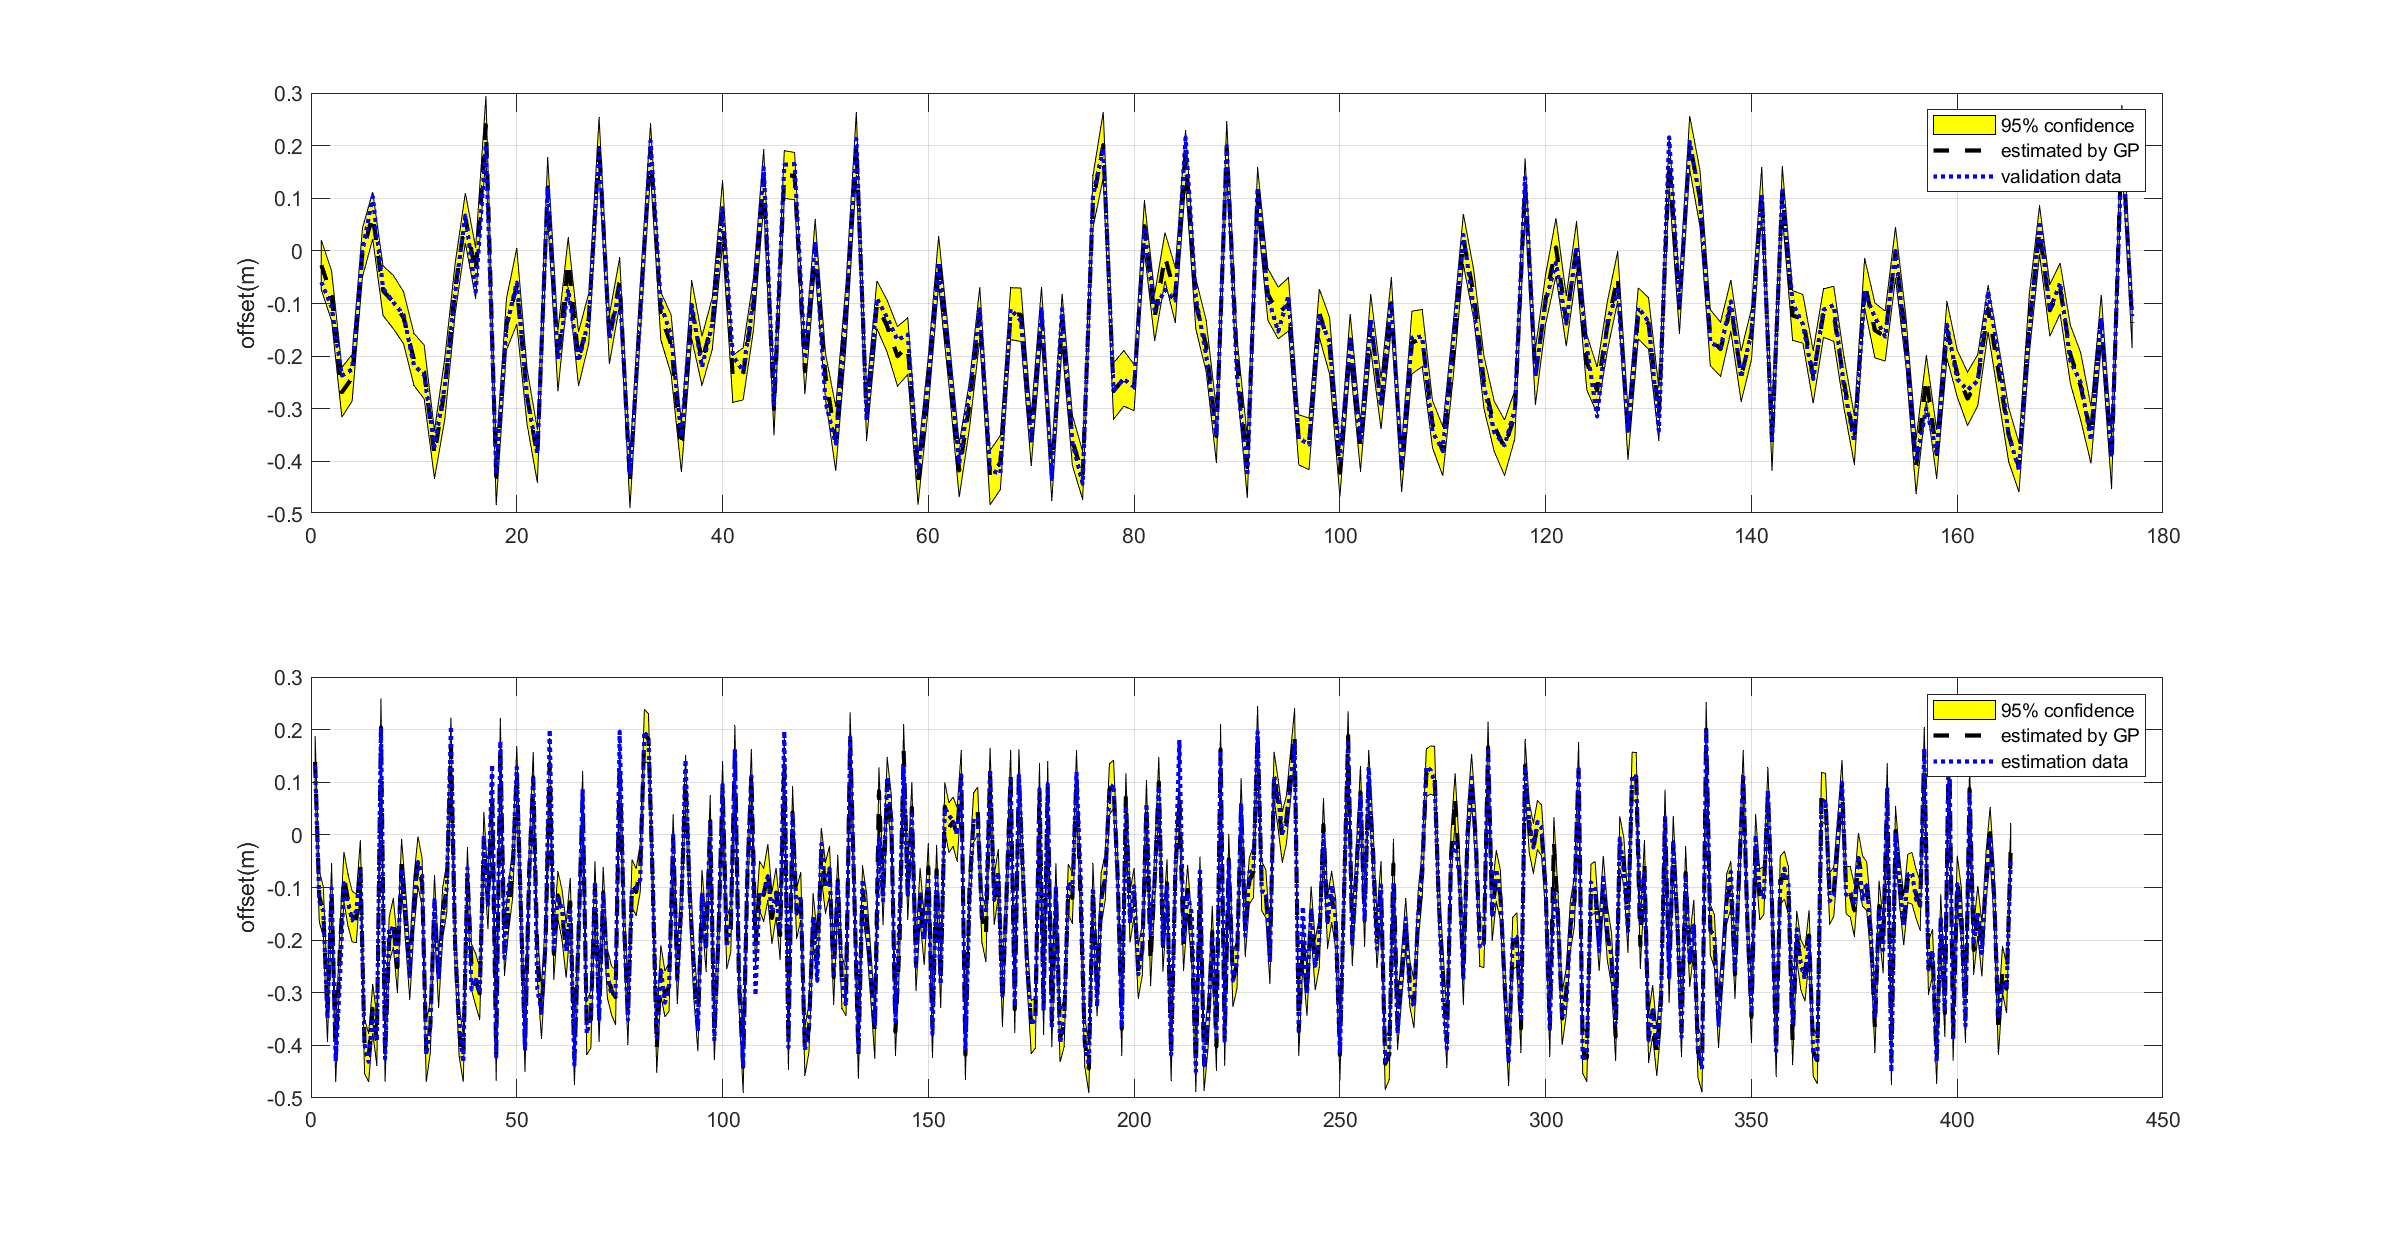 0.3
0.2
0.1
0
-0.1
-0.2
-0.3
-0.4
-0.5
offset(m)
95% confidence
estimated by GP
validation data
0 20 40 60 80 100 120 140 160 180
0.3
0.2
0.1
0
-0.1
-0.2
-0.3
-0.4
-0.5
offset(m)
95% confidence
estimated by GP
estimation data
0 50 100 150 200 250 300 350 400 450